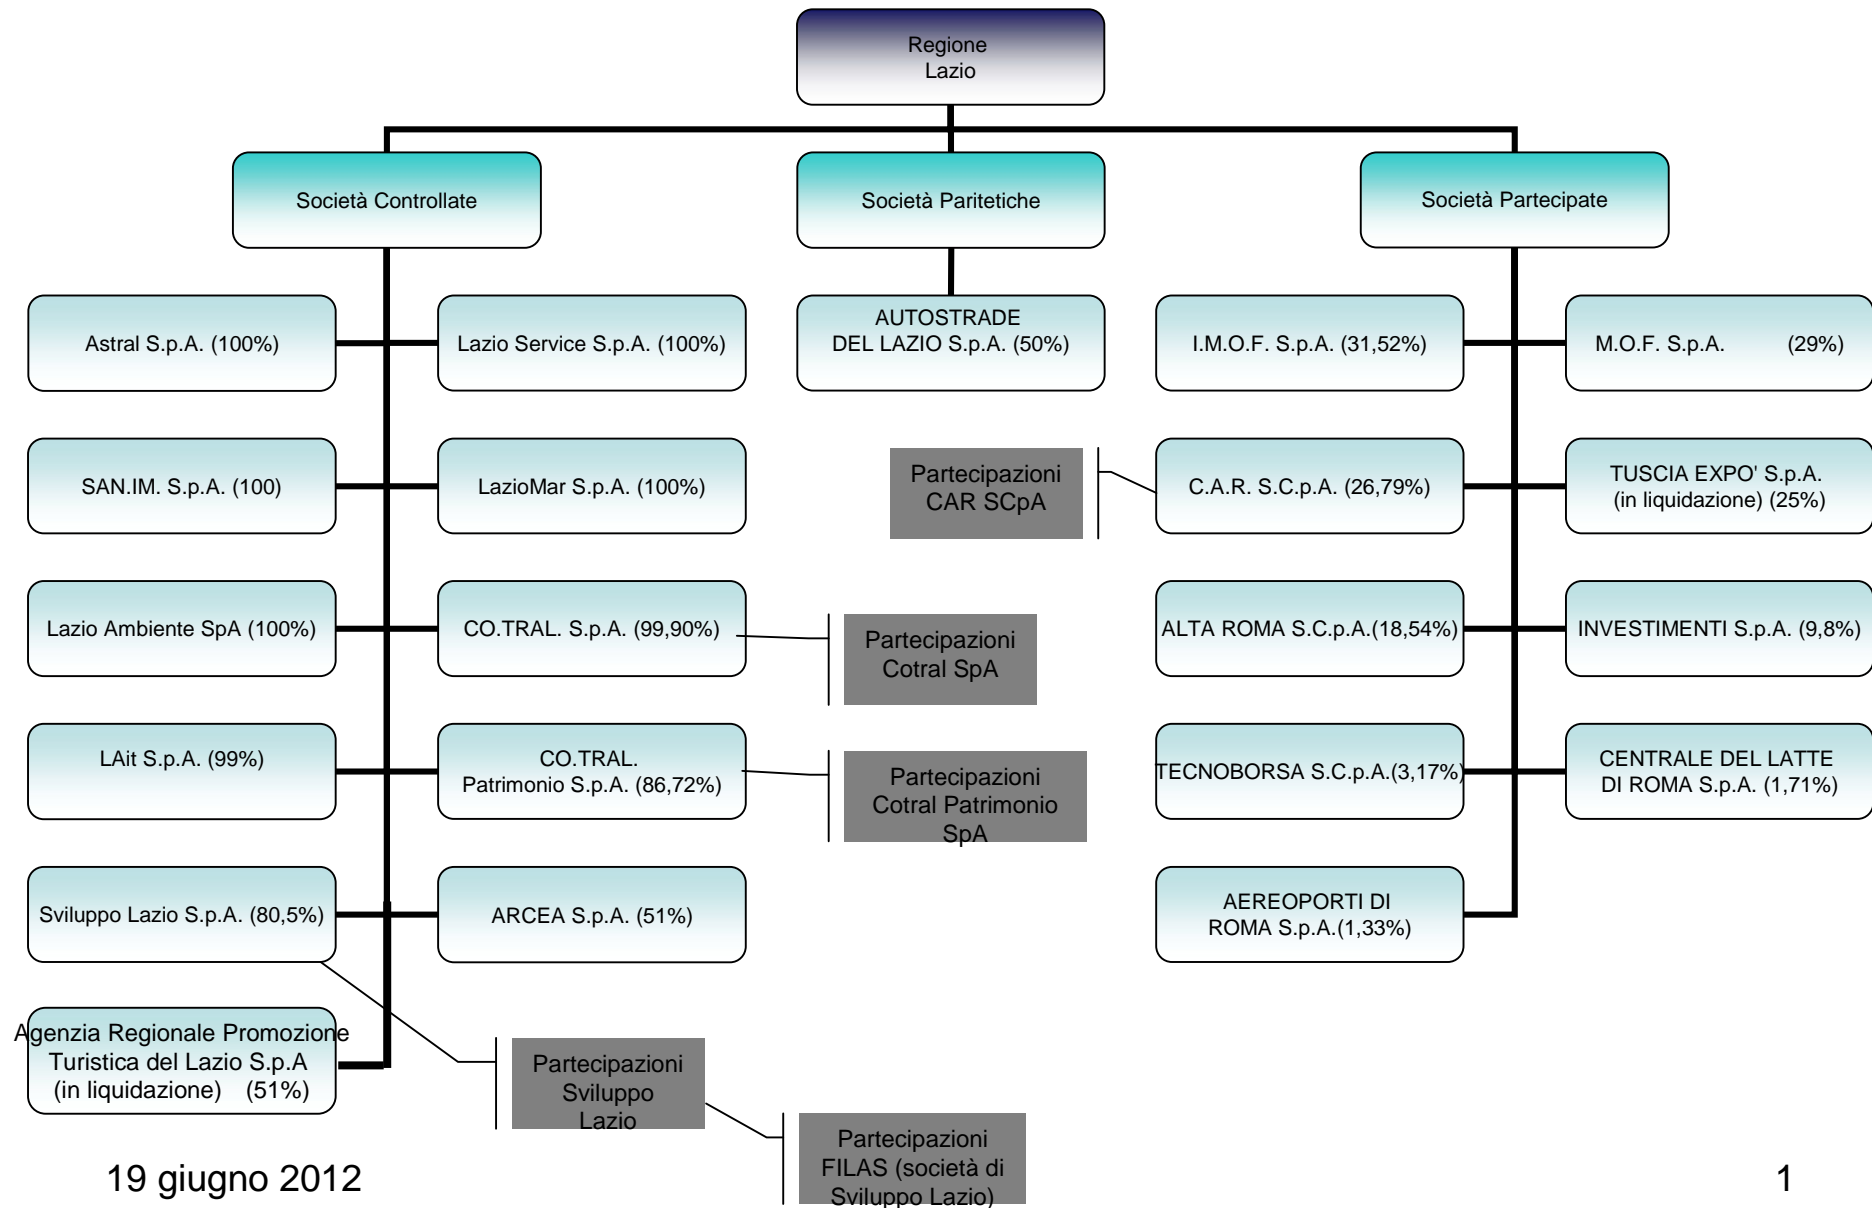 Regione
Lazio
Società Controllate
Società Paritetiche
Società Partecipate
Astral S.p.A. (100%)
Lazio Service S.p.A. (100%)
AUTOSTRADE
DEL LAZIO S.p.A. (50%)
I.M.O.F. S.p.A. (31,52%)
M.O.F. S.p.A. (29%)
SAN.IM. S.p.A. (100)
LazioMar S.p.A. (100%)
Partecipazioni
CAR SCpA
C.A.R. S.C.p.A. (26,79%)
TUSCIA EXPO' S.p.A.
(in liquidazione) (25%)
Lazio Ambiente SpA (100%)
CO.TRAL. S.p.A. (99,90%)
Partecipazioni
Cotral SpA
ALTA ROMA S.C.p.A.(18,54%)
INVESTIMENTI S.p.A. (9,8%)
LAit S.p.A. (99%)
CO.TRAL.
Patrimonio S.p.A. (86,72%)
Partecipazioni
Cotral Patrimonio
SpA
TECNOBORSA S.C.p.A.(3,17%)
CENTRALE DEL LATTE
DI ROMA S.p.A. (1,71%)
Sviluppo Lazio S.p.A. (80,5%)
ARCEA S.p.A. (51%)
AEREOPORTI DI
ROMA S.p.A.(1,33%)
Agenzia Regionale Promozione
Turistica del Lazio S.p.A
(in liquidazione) (51%)
Partecipazioni
Sviluppo
Lazio
Partecipazioni
FILAS (società di
Sviluppo Lazio)
19 giugno 2012
1